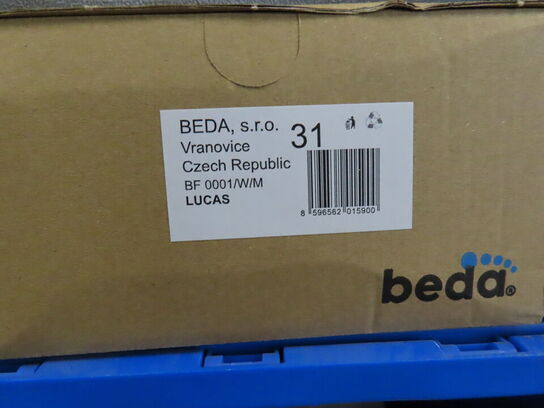 BEDA, s.r.o. 31
Vranovice
Czech Republic
BF 0001/W/M
LUCAS
8 596562 015900
beda®